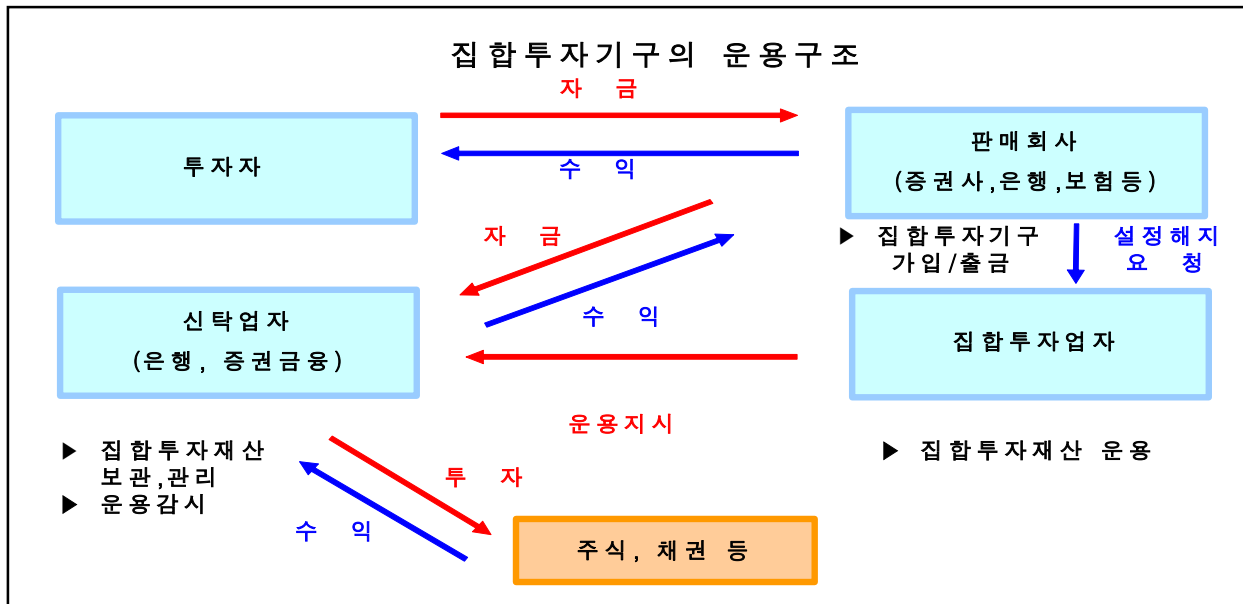 집합투자기구의 운용구조
자 금
투자자
수 익
판매회사
(증권사,은행,보험등)
자 금
▶ 집합투자기구
가입/출금
설정해지
요 청
신탁업자
(은행, 증권금융)
수 익
집합투자업자
운용지시
▶ 집합투자재산
보관,관리
▶ 운용감시
▶ 집합투자재산 운용
투 자
수 익
주식, 채권 등